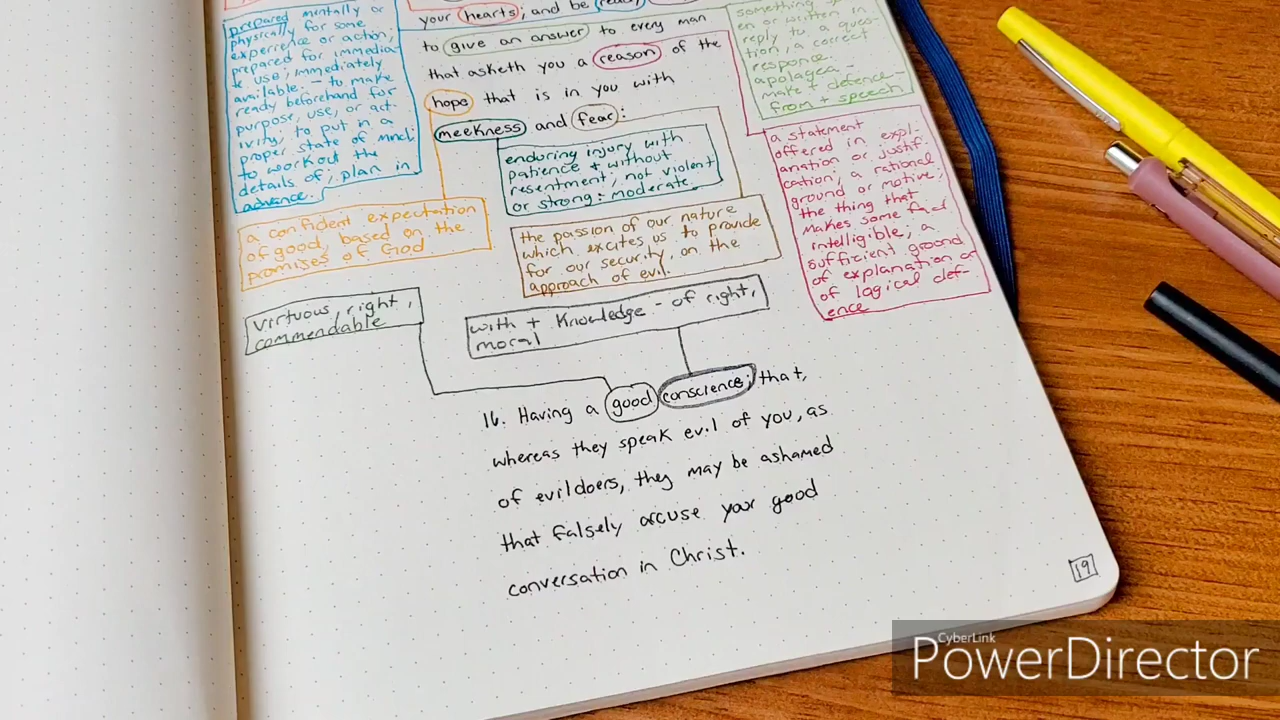 prepared mentally or
physically for some
experience or action;
prepared for immediat
e use; immediately
available. - to make
ready beforehand for
purpose, use, or act-
ivity; to put in a
proper state of mind;
to workout the
details of; plan in
advance.
your hearts; and be ready
to give an answer to every man
that asketh you a reason of the
hope that is in you with
meekness and fear:
something
en or written in
reply to a ques-
tion, a correct
responce.
apologea -
make + defence -
from + speech
a statement
offered in expl-
anation or justif
ication; a rational
ground or motive;
the thing that
makes some fact
intelligible, a
sufficient ground
of explanation or
of logical def-
ence
enduring injury with
patience + without
resentment; not violent
or strong: moderate
a confident expectation
of good, based on the
promises of God
the passion of our nature
which excites us to provide
for our security, on the
approach of evil.
virtuous, right,
commendable
with + Knowledge - of right,
moral
16. Having a good conscience; that,
whereas they speak evil of you, as
of evildoers, they may be ashamed
that falsely accuse your good
conversation in Christ.
19
CyberLink
PowerDirector